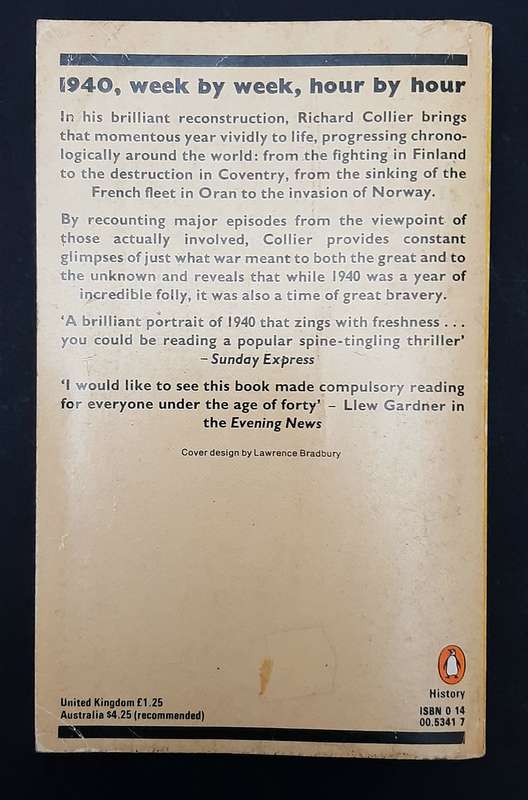 1940, week by week, hour by hour
In his brilliant reconstruction, Richard Collier brings
that momentous year vividly to life, progressing chrono-
logically around the world: from the fighting in Finland
to the destruction in Coventry, from the sinking of the
French fleet in Oran to the invasion of Norway.
By recounting major episodes from the viewpoint of
those actually involved, Collier provides constant
glimpses of just what war meant to both the great and to
the unknown and reveals that while 1940 was a year of
incredible folly, it was also a time of great bravery.
‘A brilliant portrait of 1940 that zings with freshness . . .
you could be reading a popular spine-tingling thriller’
– Sunday Express
‘I would like to see this book made compulsory reading
for everyone under the age of forty’ – Llew Gardner in
the Evening News
Cover design by Lawrence Bradbury
History
United Kingdom £1.25
Australia $4.25 (recommended)
ISBN 0 14
00.5341 7